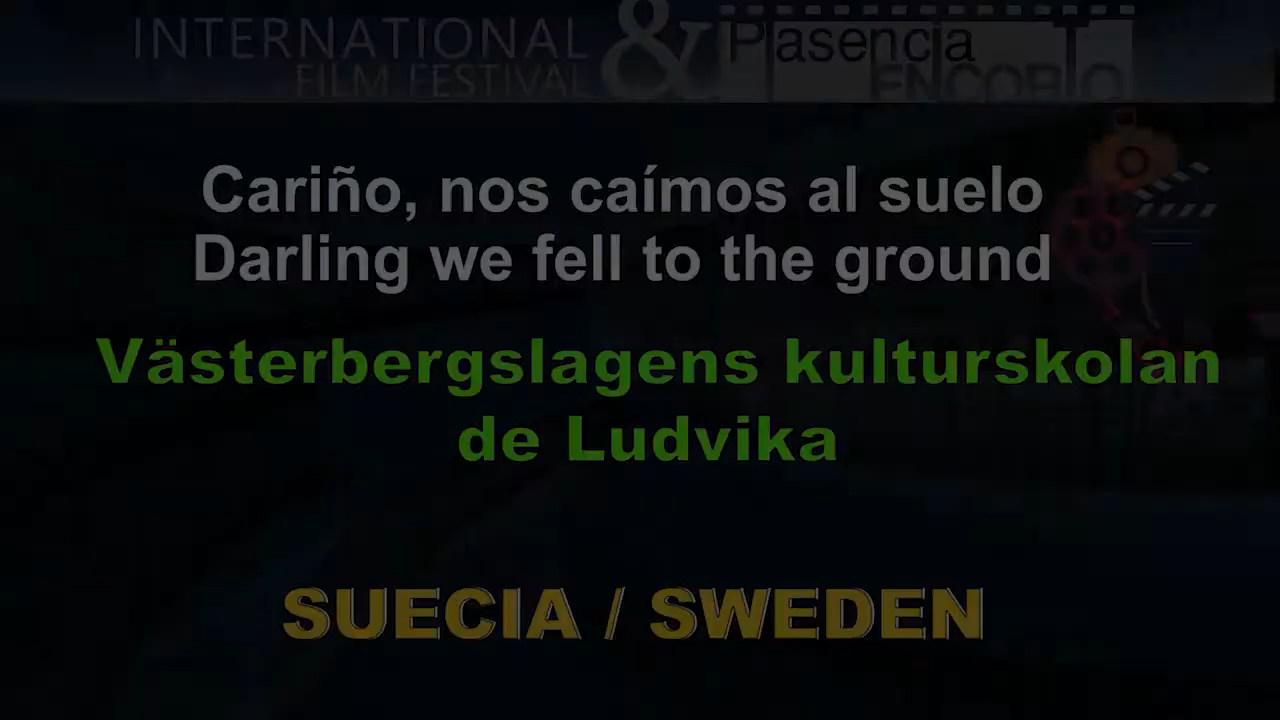 INTERNATIONAL
FILM FESTIVAL
&
Plasencia
ENCORTO
Cariño, nos caímos al suelo
Darling we fell to the ground
Västerbergslagens kulturskolan
de Ludvika
SUECIA / SWEDEN